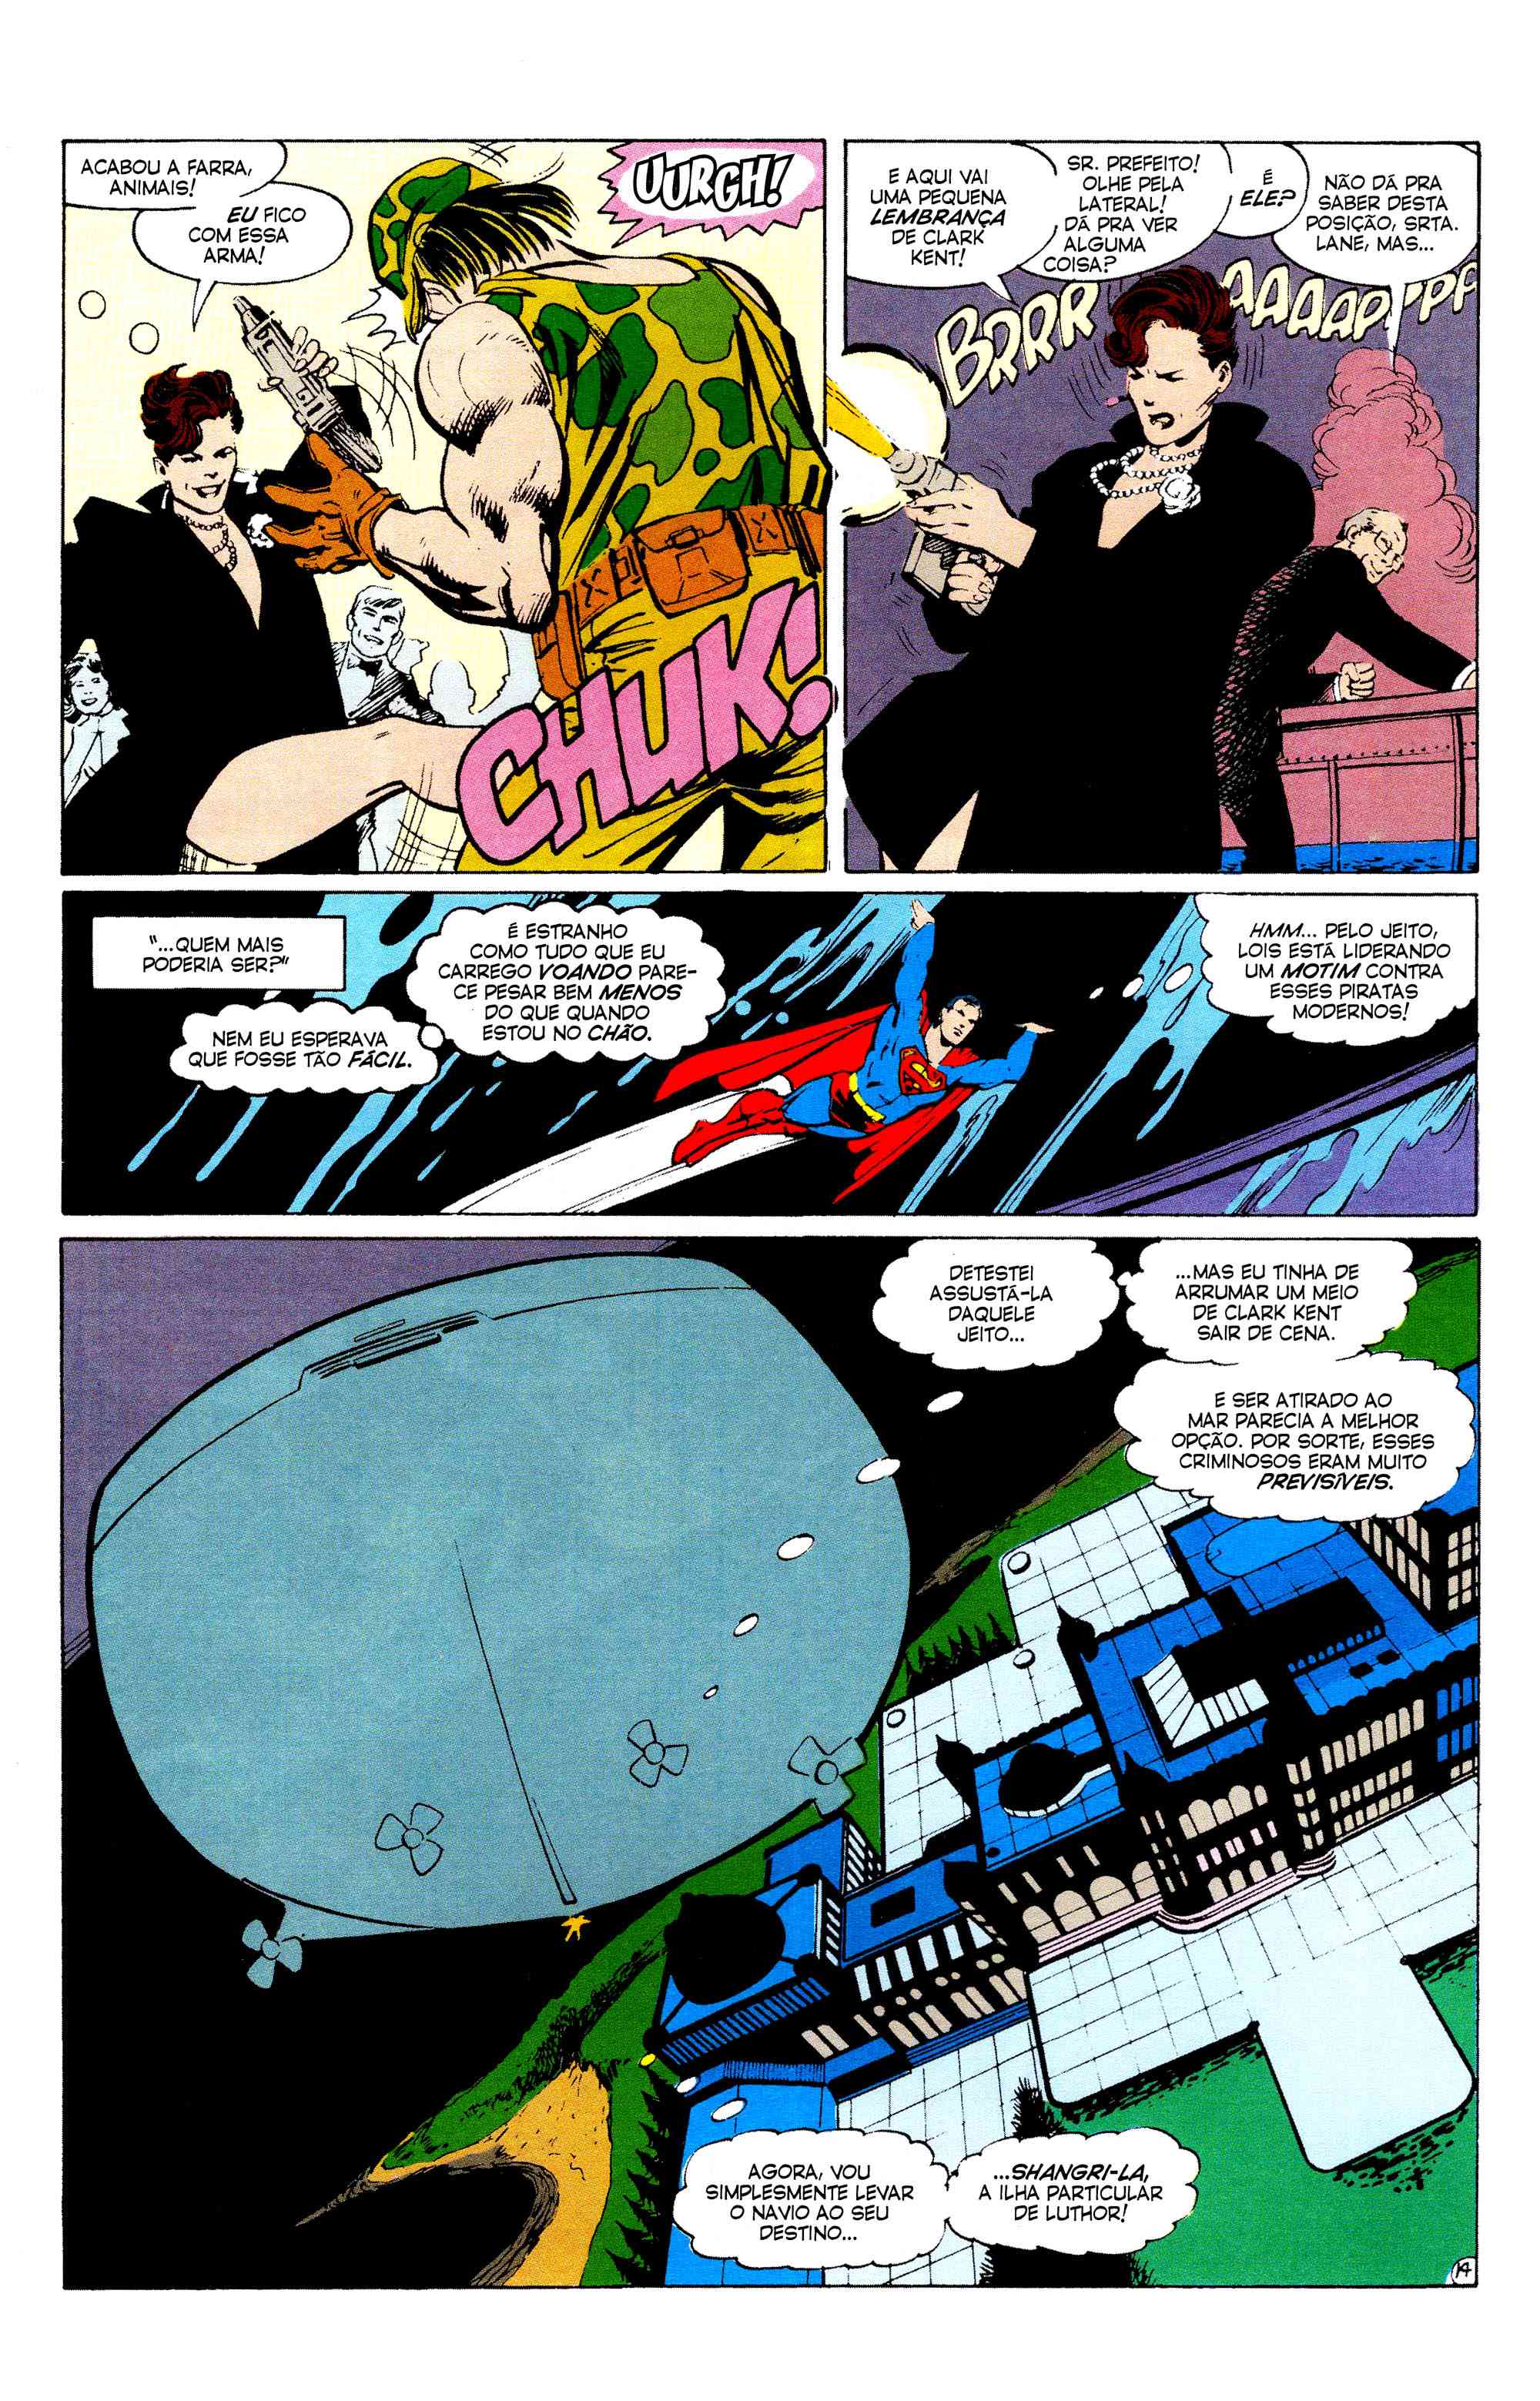 ACABOU A FARRA,
ANIMAIS!
EU FICO
COM ESSA
ARMA!
UURGH!
CHUK!
E AQUI VAI
UMA PEQUENA
LEMBRANÇA
DE CLARK
KENT!
SR. PREFEITO!
OLHE PELA
LATERAL!
DÁ PRA VER
ALGUMA
COISA?
É
ELE?
NÃO DÁ PRA
SABER DESTA
POSIÇÃO, SRTA.
LANE, MAS...
BRRR AAAAAPPPP
"...QUEM MAIS
PODERIA SER?"
NEM EU ESPERAVA
QUE FOSSE TÃO FÁCIL.
É ESTRANHO
COMO TUDO QUE EU
CARREGO VOANDO PARE-
CE PESAR BEM MENOS
DO QUE QUANDO
ESTOU NO CHÃO.
HMM... PELO JEITO,
LOIS ESTÁ LIDERANDO
UM MOTIM CONTRA
ESSES PIRATAS
MODERNOS!
DETESTEI
ASSUSTÁ-LA
DAQUELE
JEITO...
...MAS EU TINHA DE
ARRUMAR UM MEIO
DE CLARK KENT
SAIR DE CENA.
E SER ATIRADO AO
MAR PARECIA A MELHOR
OPÇÃO. POR SORTE, ESSES
CRIMINOSOS ERAM MUITO
PREVISÍVEIS.
AGORA, VOU
SIMPLESMENTE LEVAR
O NAVIO AO SEU
DESTINO...
...SHANGRI-LA,
A ILHA PARTICULAR
DE LUTHOR!
14